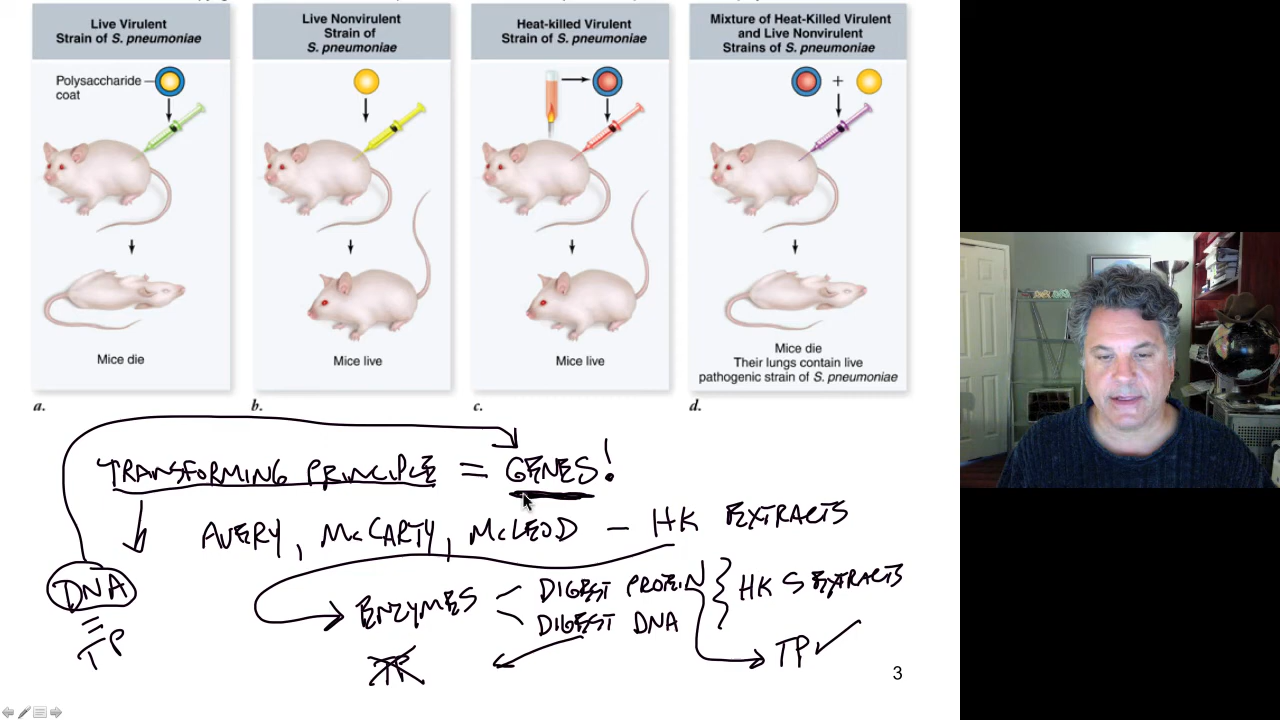 Live Virulent
Strain of S. pneumoniae
Live Nonvirulent
Strain of
S. pneumoniae
Heat-killed Virulent
Strain of S. pneumoniae
Mixture of Heat-Killed Virulent
and Live Nonvirulent
Strains of S. pneumoniae
Polysaccharide
coat
+
Mice die
Mice live
Mice live
Mice die
Their lungs contain live
pathogenic strain of S. pneumoniae
a.
b.
c.
d.
TRANSFORMING PRINCIPLE = GENES!
AVERY, McCARTY, McLEOD – HK EXTRACTS
DNA
= TP
ENZYMES
DIGEST PROTEIN
DIGEST DNA
HK S EXTRACTS
TP ✓
TP
3